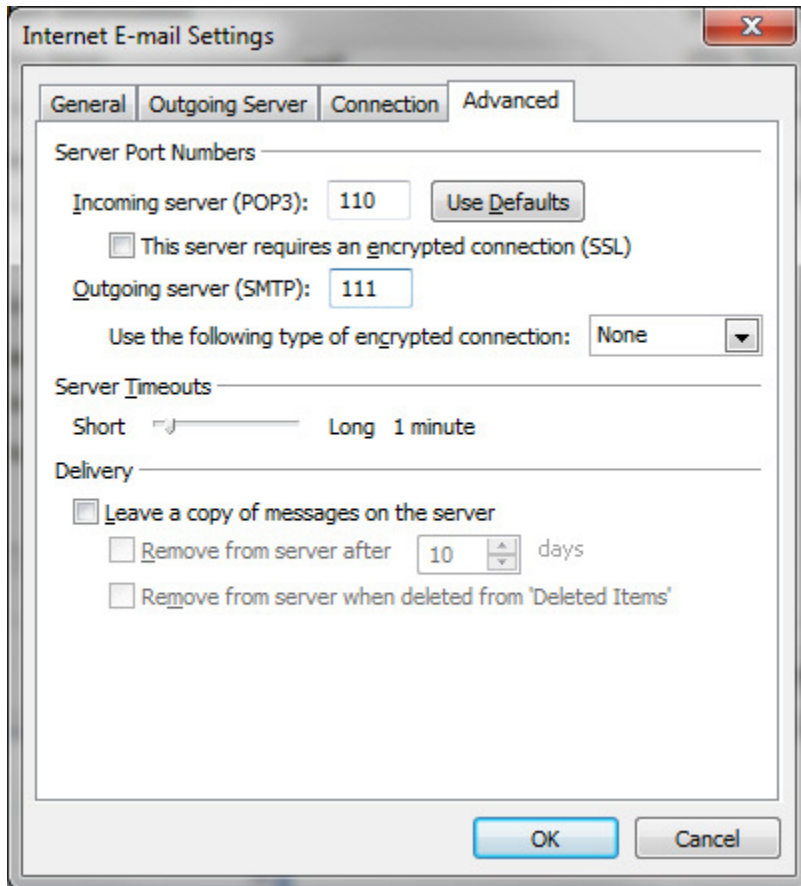 Internet E-mail Settings
General Outgoing Server Connection Advanced
Server Port Numbers
Incoming server (POP3): 110 Use Defaults
This server requires an encrypted connection (SSL)
Outgoing server (SMTP): 111
Use the following type of encrypted connection: None
Server Timeouts
Short Long 1 minute
Delivery
Leave a copy of messages on the server
Remove from server after 10 days
Remove from server when deleted from 'Deleted Items'
OK Cancel